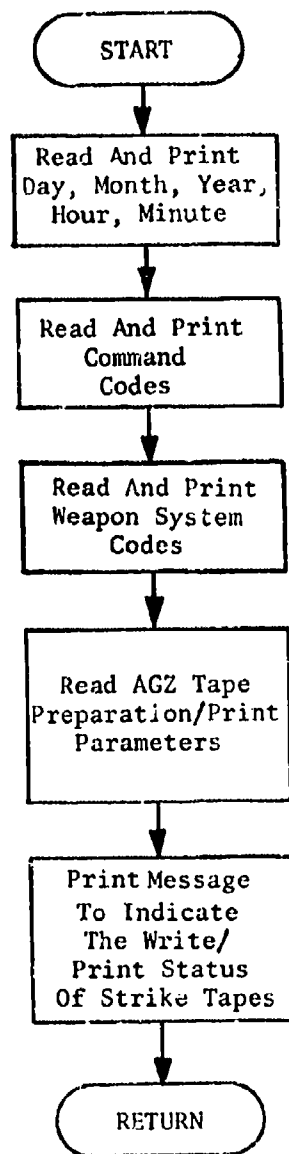 START
Read And Print
Day, Month, Year,
Hour, Minute
Read And Print
Command
Codes
Read And Print
Weapon System
Codes
Read AGZ Tape
Preparation/Print
Parameters
Print Message
To Indicate
The Write/
Print Status
Of Strike Tapes
RETURN